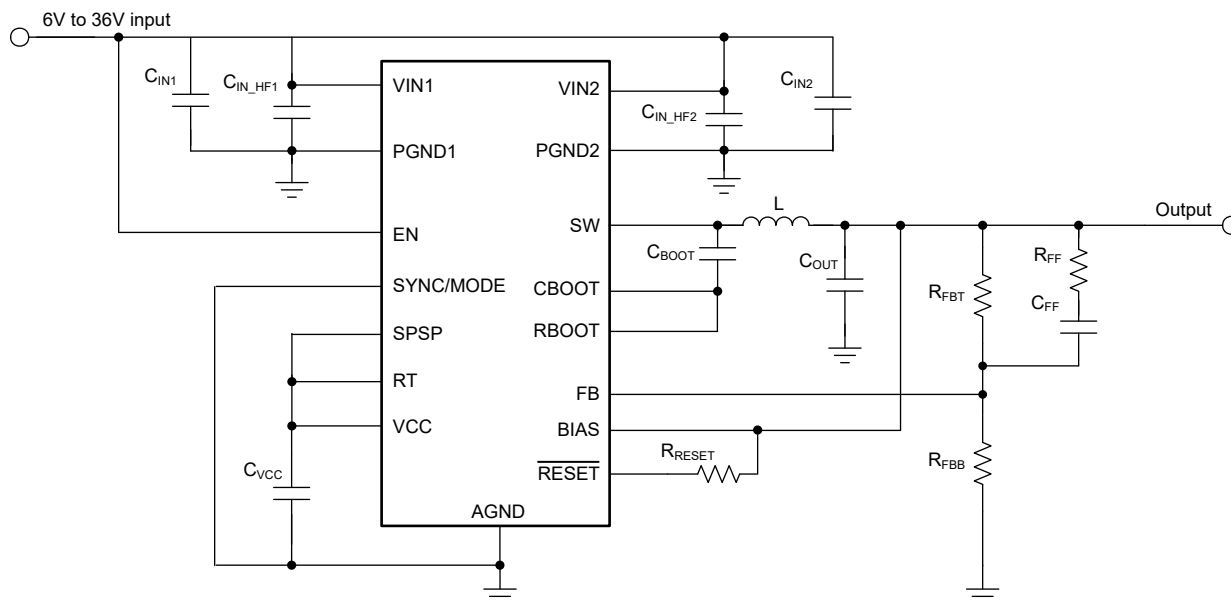 6V to 36V input
CIN1
CIN_HF1
VIN1
VIN2
CIN_HF2
CIN2
PGND1
PGND2
L
Output
EN
SW
CBOOT
COUT
RFF
SYNC/MODE
CBOOT
RFBT
CFF
SPSP
RBOOT
RT
FB
VCC
BIAS
RRESET
RFBB
CVCC
RESET
AGND